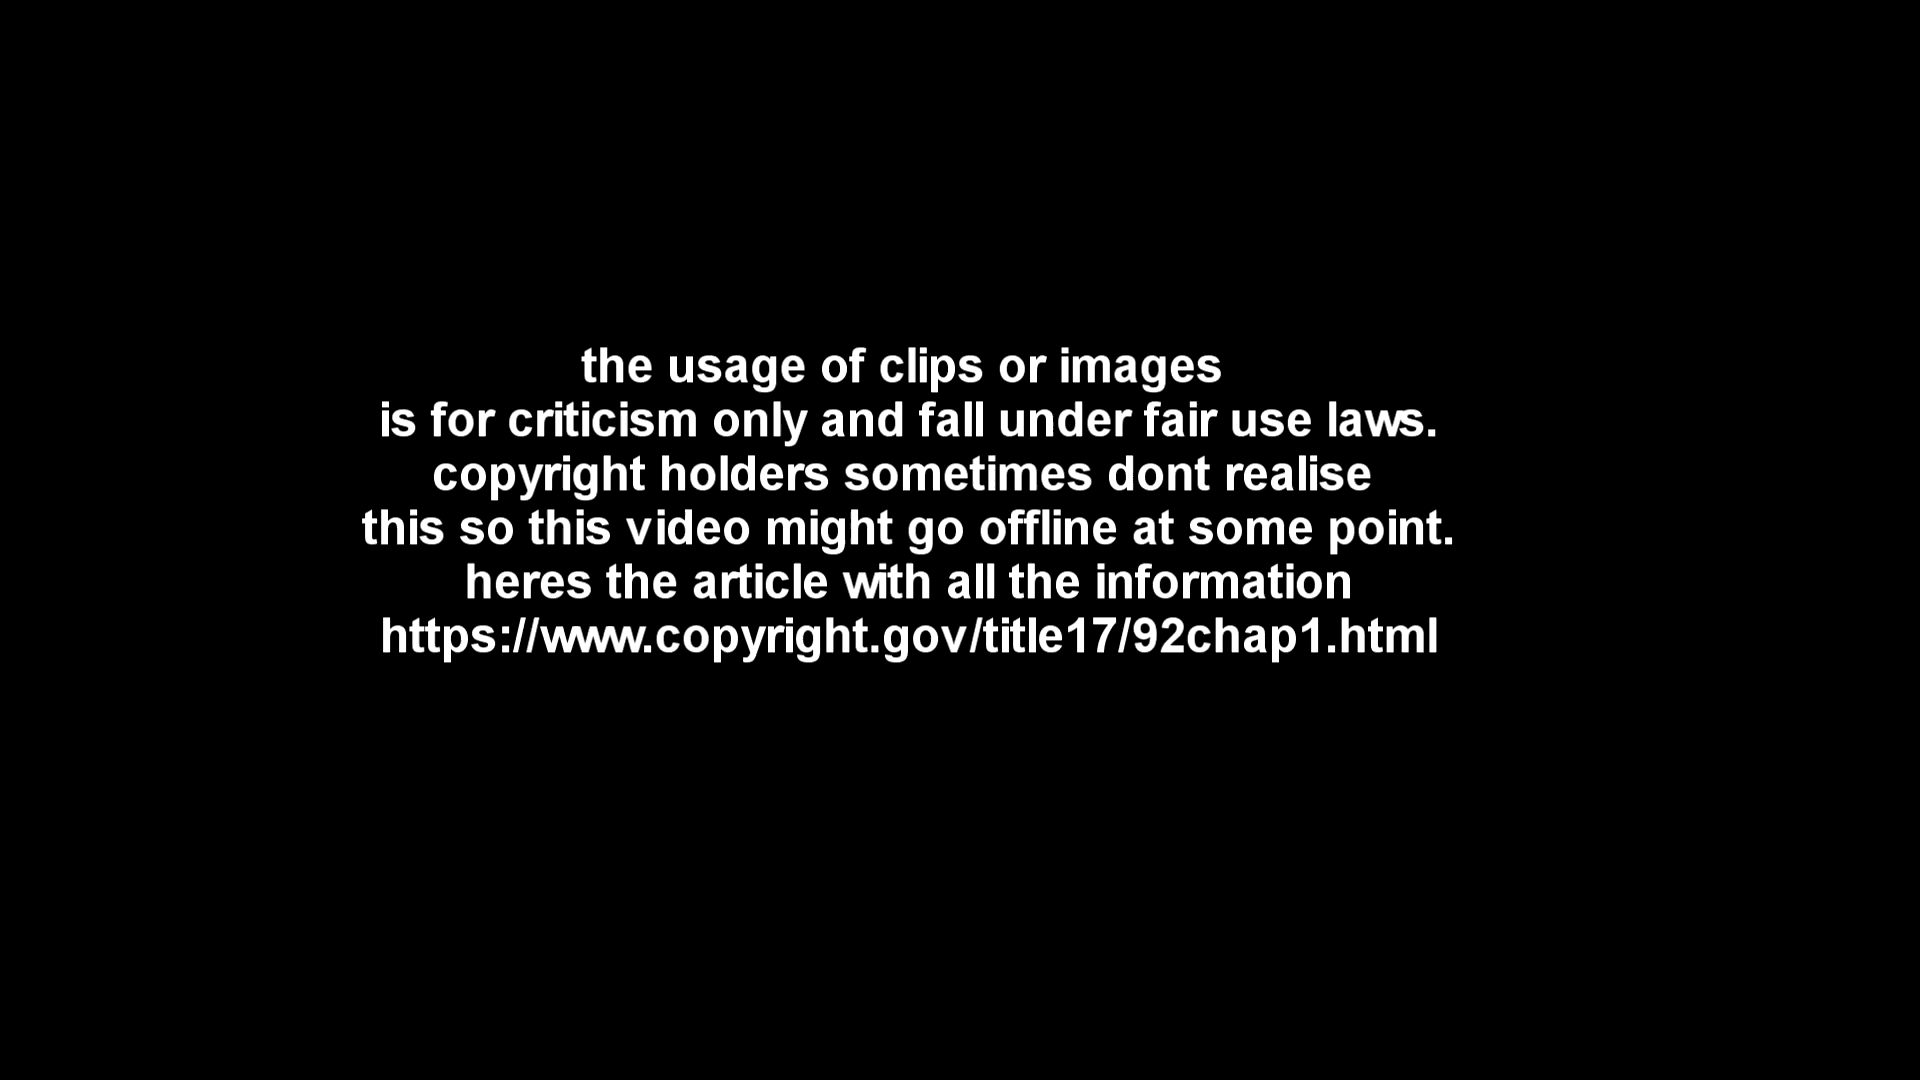 the usage of clips or images
is for criticism only and fall under fair use laws.
copyright holders sometimes dont realise
this so this video might go offline at some point.
heres the article with all the information
https://www.copyright.gov/title17/92chap1.html